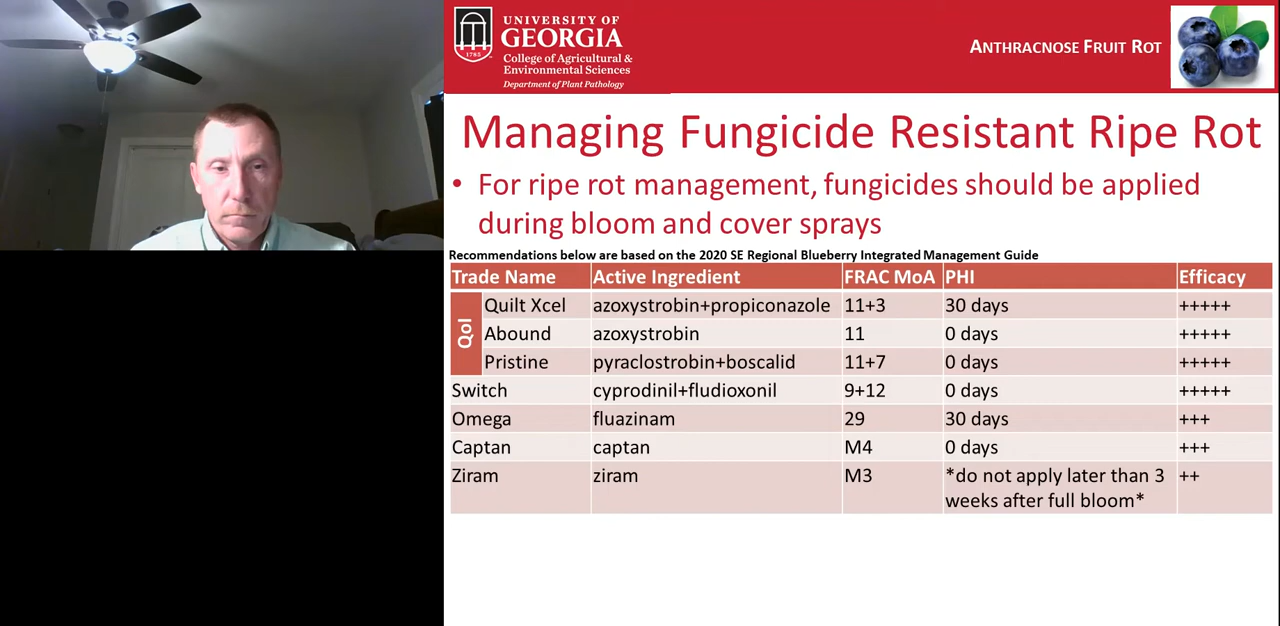 UNIVERSITY OF
GEORGIA
College of Agricultural &
Environmental Sciences
Department of Plant Pathology
1785
ANTHRACNOSE FRUIT ROT
Managing Fungicide Resistant Ripe Rot
• For ripe rot management, fungicides should be applied
during bloom and cover sprays
Recommendations below are based on the 2020 SE Regional Blueberry Integrated Management Guide
Trade Name Active Ingredient FRAC MoA PHI Efficacy
QoI
Quilt Xcel azoxystrobin+propiconazole 11+3 30 days +++++
Abound azoxystrobin 11 0 days +++++
Pristine pyraclostrobin+boscalid 11+7 0 days +++++
Switch cyprodinil+fludioxonil 9+12 0 days +++++
Omega fluazinam 29 30 days +++
Captan captan M4 0 days +++
Ziram ziram M3 *do not apply later than 3 ++
weeks after full bloom*